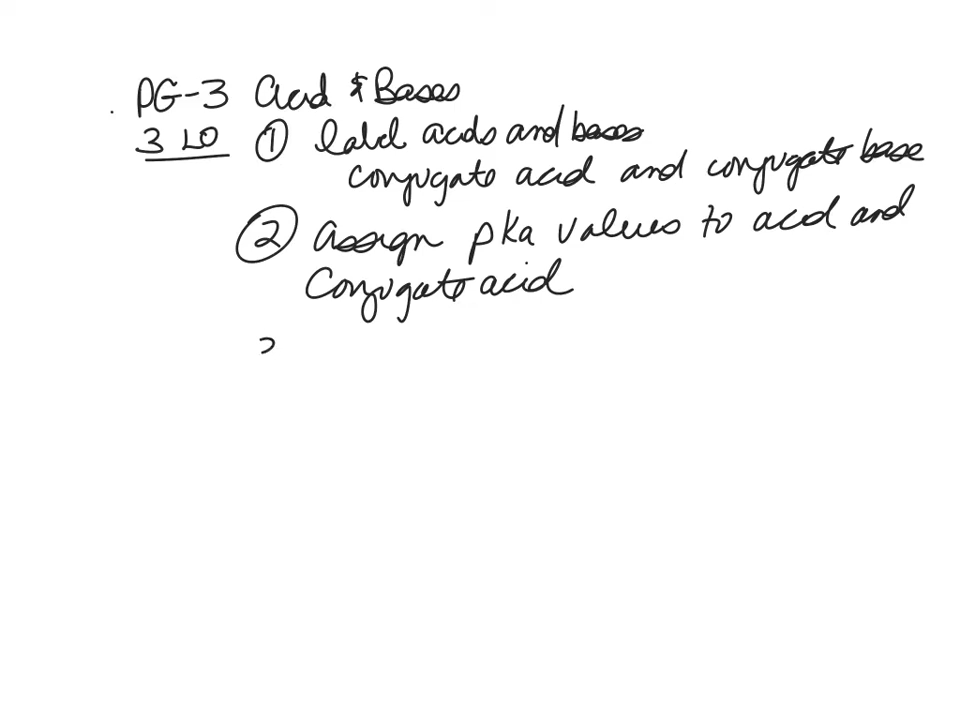 PG-3 Acid & Bases
3 LO ① label acids and bases
conjugate acid and conjugate base
② Assign pKa values to acid and
Conjugate acid